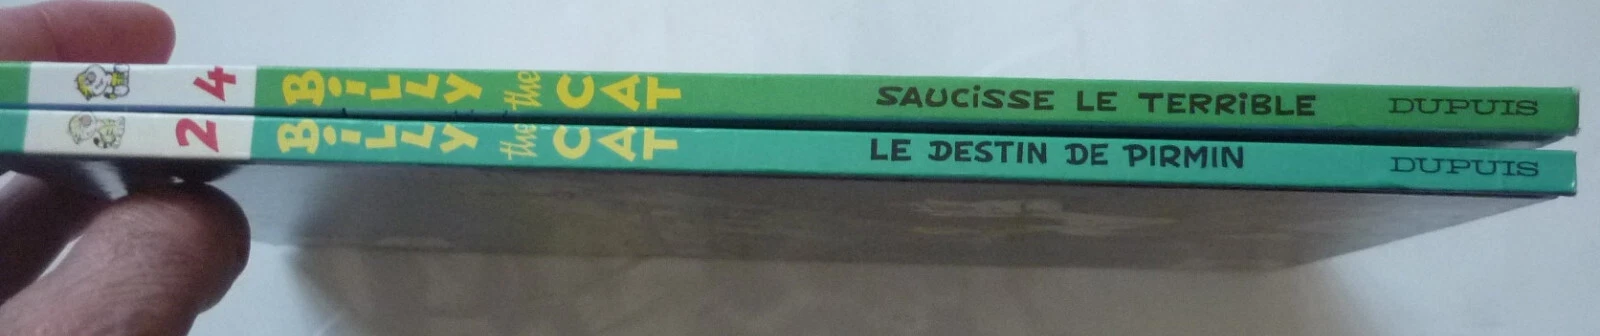 4 BiLLY the CAT SAUCiSSE LE TERRiBLE DUPUIS
2 BiLLY the CAT LE DESTIN DE PIRMIN DUPUIS